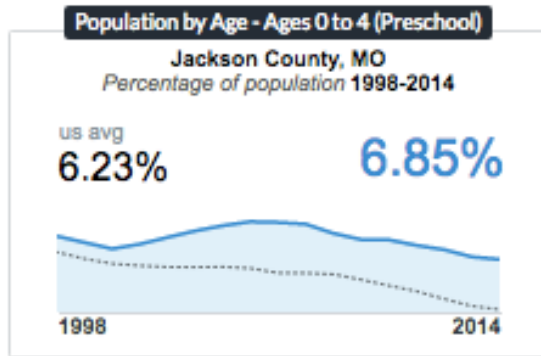 Population by Age - Ages 0 to 4 (Preschool)
Jackson County, MO
Percentage of population 1998-2014
us avg
6.23%
6.85%
1998
2014